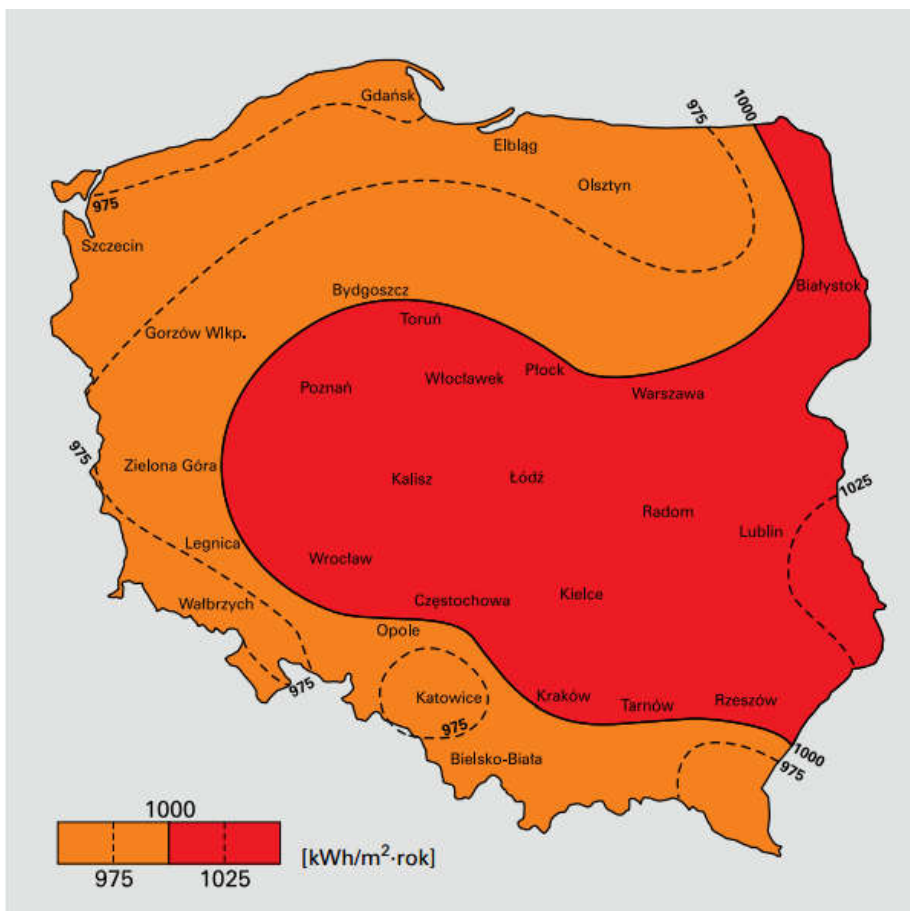 Gdańsk
975
1000
Elbląg
Olsztyn
975
Szczecin
Białystok
Bydgoszcz
Toruń
Gorzów Wlkp.
Płock
Włocławek
Poznań
Warszawa
975
Zielona Góra
Kalisz
Łódź
1025
Radom
Lublin
Legnica
Wrocław
Kielce
Częstochowa
Wałbrzych
Opole
975
Katowice
Kraków
Tarnów
Rzeszów
975
1000
975
Bielsko-Biała
1000
975
1025
[kWh/m²·rok]